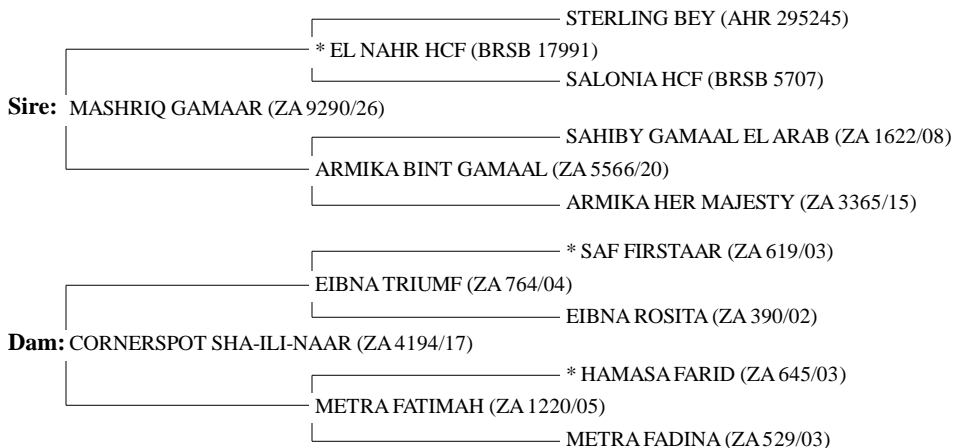 STERLING BEY (AHR 295245)
* EL NAHR HCF (BRSB 17991)
SALONIA HCF (BRSB 5707)
Sire: MASHRIQ GAMAAR (ZA 9290/26)
SAHIBY GAMAAL EL ARAB (ZA 1622/08)
ARMIKA BINT GAMAAL (ZA 5566/20)
ARMIKA HER MAJESTY (ZA 3365/15)
* SAF FIRSTAAR (ZA 619/03)
EIBNA TRIUMF (ZA 764/04)
EIBNA ROSITA (ZA 390/02)
Dam: CORNERSPOT SHA-ILI-NAAR (ZA 4194/17)
* HAMASA FARID (ZA 645/03)
METRA FATIMAH (ZA 1220/05)
METRA FADINA (ZA 529/03)